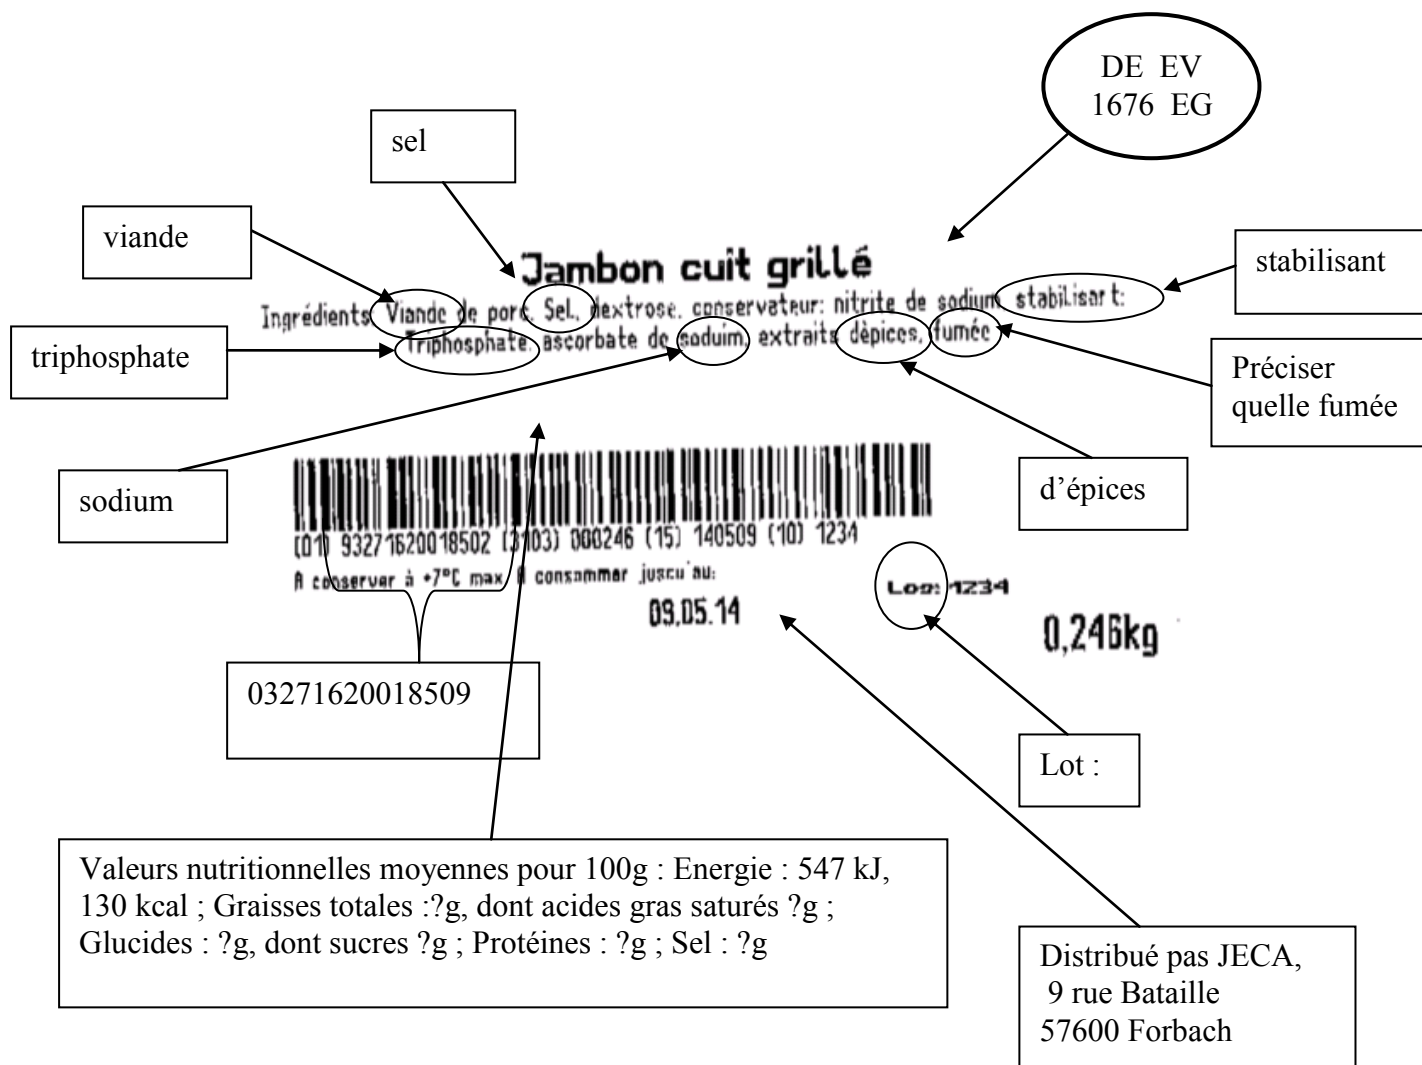 DE EV
1676 EG
sel
viande
stabilisant
Jambon cuit grillé
Ingrédients: Viande de porc, Sel, dextrose, conservateur: nitrite de sodium, stabilisart:
Triphosphate, ascorbate de soduim, extraits dèpices, fumée
triphosphate
Préciser
quelle fumée
sodium
d’épices
(01) 93271620018502 (3103) 000246 (15) 140509 (10) 1234
A conserver à +7°C max. A consommer jusqu'au:
09.05.14
Log: 1234
0,246kg
03271620018509
Lot :
Valeurs nutritionnelles moyennes pour 100g : Energie : 547 kJ,
130 kcal ; Graisses totales :?g, dont acides gras saturés ?g ;
Glucides : ?g, dont sucres ?g ; Protéines : ?g ; Sel : ?g
Distribué pas JECA,
9 rue Bataille
57600 Forbach